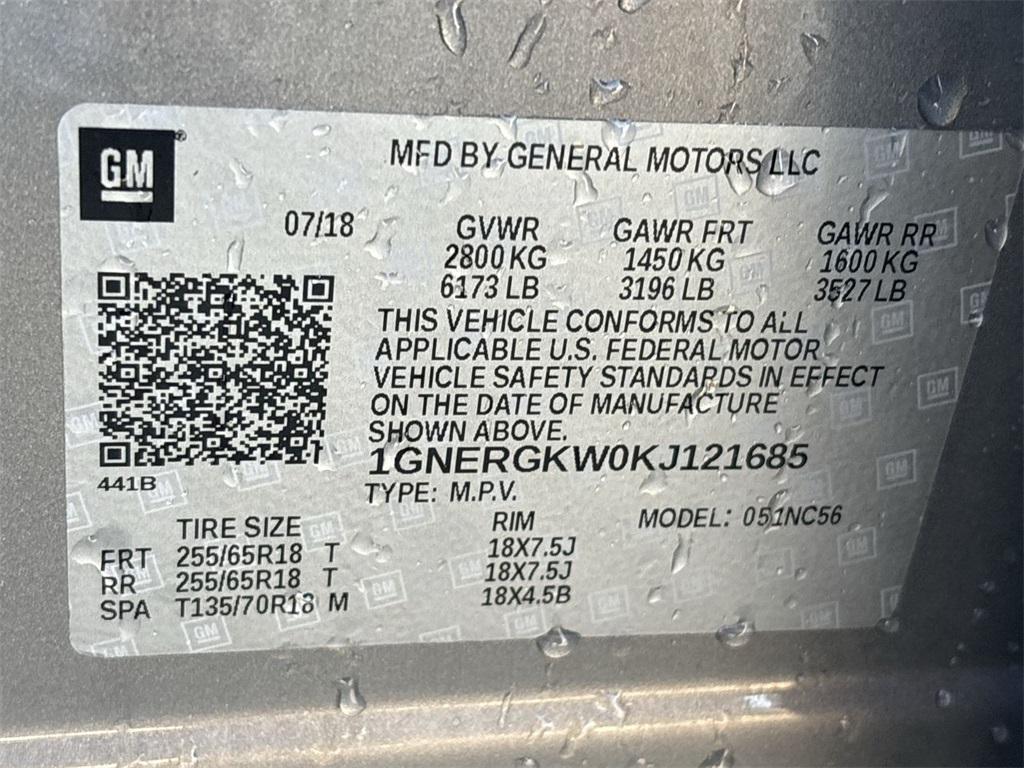 GM
MFD BY GENERAL MOTORS LLC
07/18
GVWR GAWR FRT GAWR RR
2800 KG 1450 KG 1600 KG
6173 LB 3196 LB 3527 LB
THIS VEHICLE CONFORMS TO ALL
APPLICABLE U.S. FEDERAL MOTOR
VEHICLE SAFETY STANDARDS IN EFFECT
ON THE DATE OF MANUFACTURE
SHOWN ABOVE.
1GNERGKW0KJ121685
441B
TYPE: M.P.V. MODEL: 051NC56
TIRE SIZE RIM
FRT 255/65R18 T 18X7.5J
RR 255/65R18 T 18X7.5J
SPA T135/70R18 M 18X4.5B